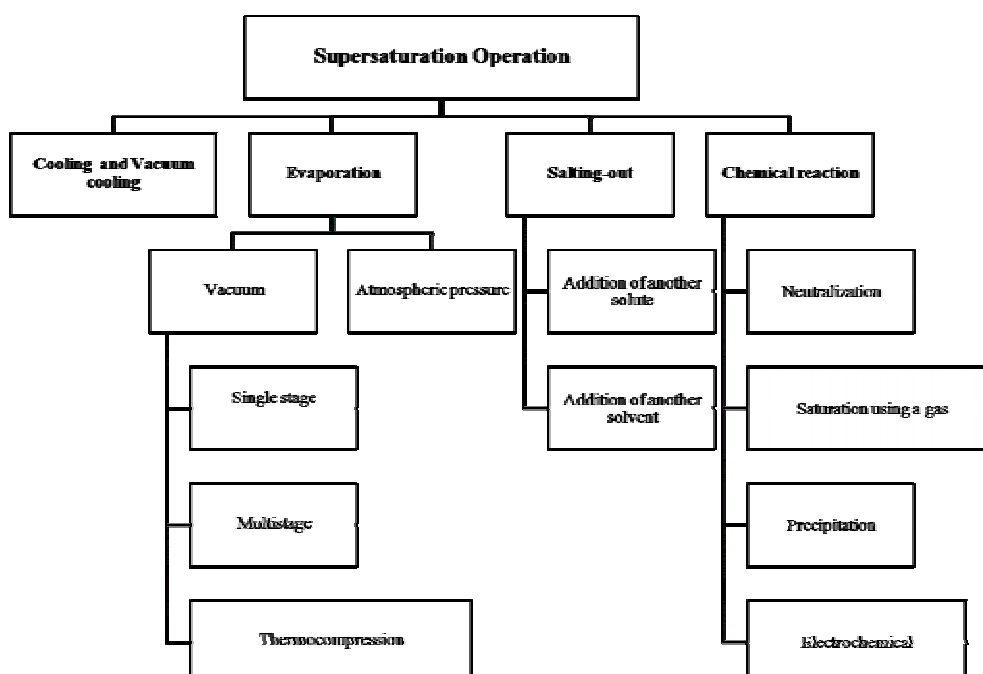 Supersaturation Operation
Cooling and Vacuum
cooling
Evaporation
Salting-out
Chemical reaction
Vacuum
Atmospheric pressure
Addition of another
solute
Neutralization
Single stage
Addition of another
solvent
Saturation using a gas
Multistage
Precipitation
Thermocompression
Electrochemical